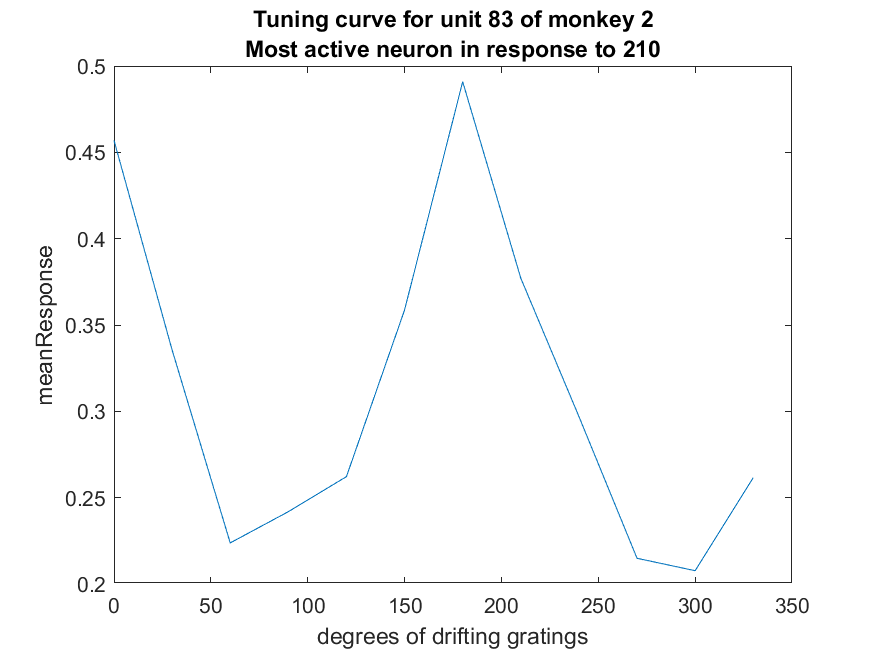 Tuning curve for unit 83 of monkey 2
Most active neuron in response to 210
0.5
0.45
0.4
0.35
0.3
0.25
0.2
meanResponse
0 50 100 150 200 250 300 350
degrees of drifting gratings